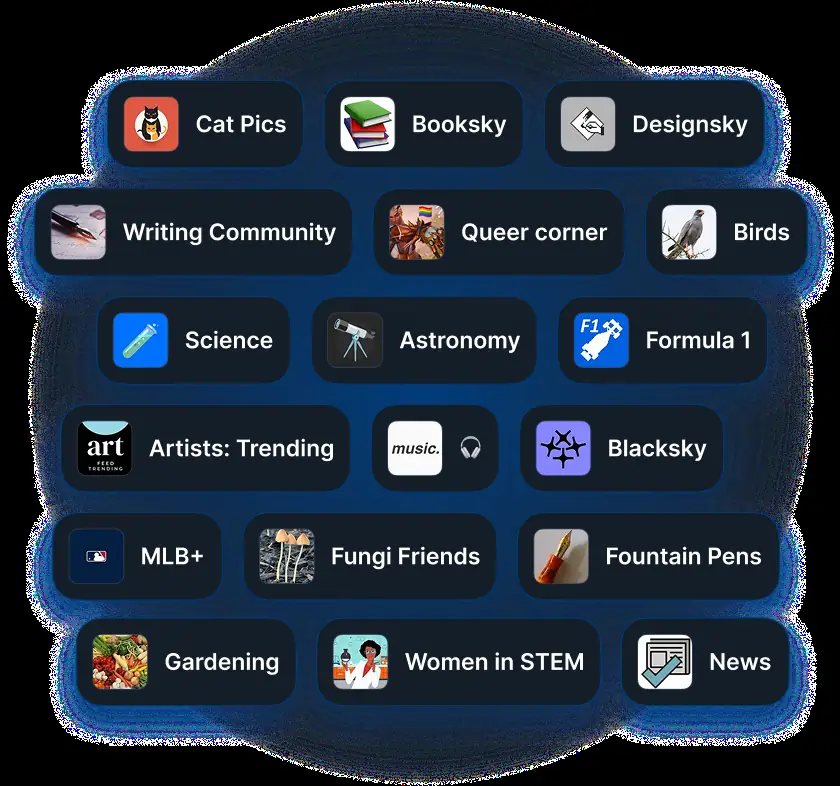 Cat Pics
Booksky
Designsky
Writing Community
Queer corner
Birds
Science
Astronomy
F1
Formula 1
art
FEED
TRENDING
Artists: Trending
music.
Blacksky
MLB+
Fungi Friends
Fountain Pens
Gardening
Women in STEM
News